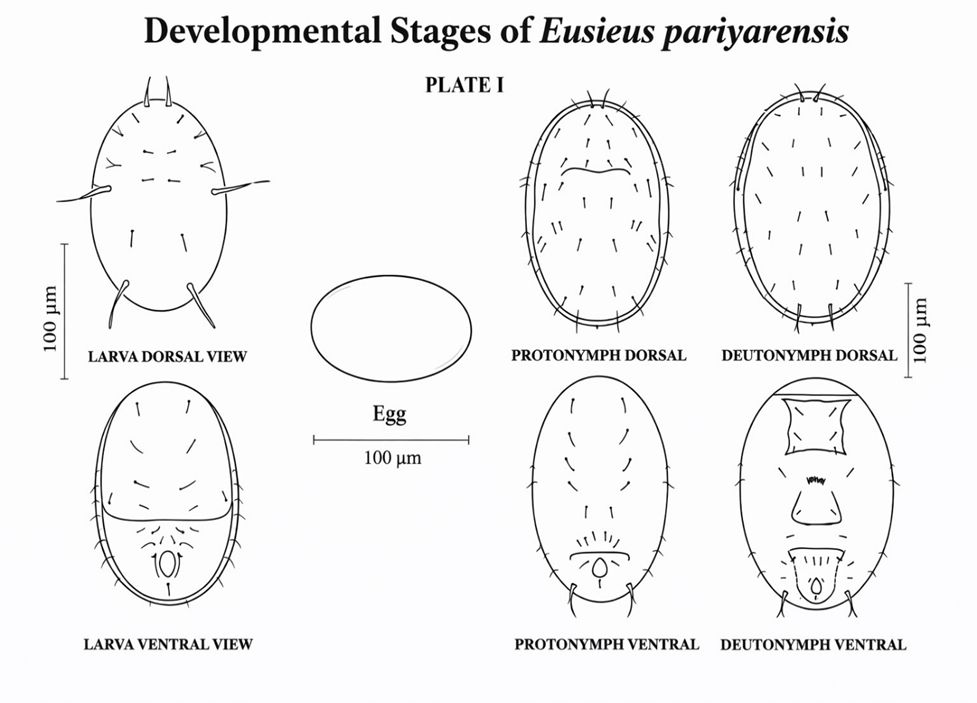 Developmental Stages of Eusieus pariyarensis
PLATE I
100 µm
LARVA DORSAL VIEW
PROTONYMPH DORSAL
DEUTONYMPH DORSAL
100 µm
Egg
100 µm
LARVA VENTRAL VIEW
PROTONYMPH VENTRAL
DEUTONYMPH VENTRAL